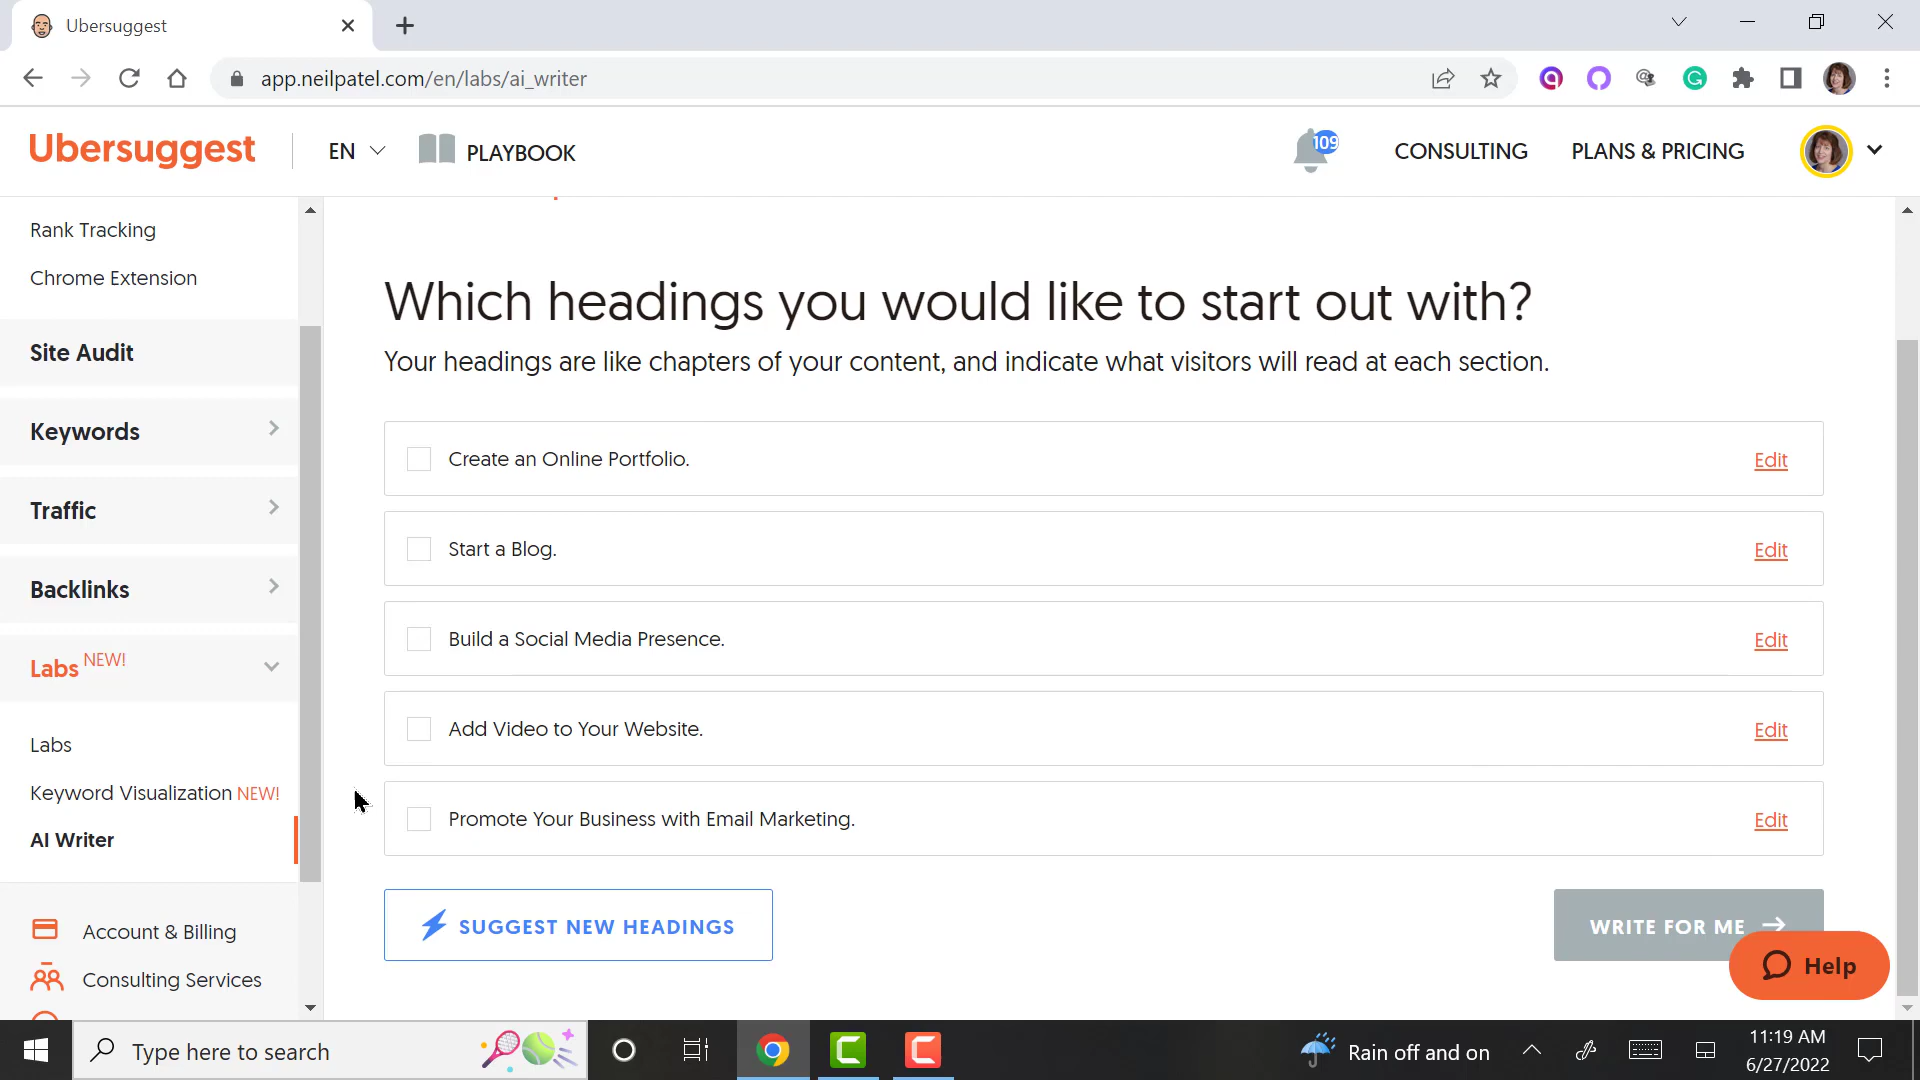 Ubersuggest
app.neilpatel.com/en/labs/ai_writer
Ubersuggest
EN
PLAYBOOK
109
CONSULTING
PLANS & PRICING
Rank Tracking
Chrome Extension
Site Audit
Keywords
Traffic
Backlinks
Labs NEW!
Labs
Keyword Visualization NEW!
AI Writer
Account & Billing
Consulting Services
Which headings you would like to start out with?
Your headings are like chapters of your content, and indicate what visitors will read at each section.
Create an Online Portfolio.
Edit
Start a Blog.
Edit
Build a Social Media Presence.
Edit
Add Video to Your Website.
Edit
Promote Your Business with Email Marketing.
Edit
SUGGEST NEW HEADINGS
WRITE FOR ME
Help
Type here to search
Rain off and on
11:19 AM
6/27/2022